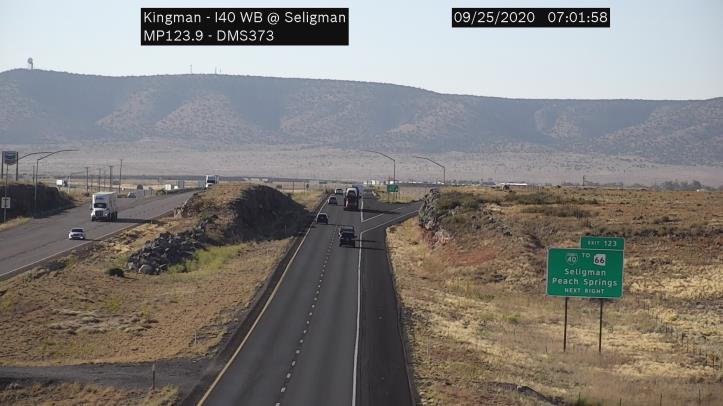 Kingman - I40 WB @ Seligman
MP123.9 - DMS373
09/25/2020 07:01:58
EXIT 123
40 TO 66
Seligman
Peach Springs
NEXT RIGHT